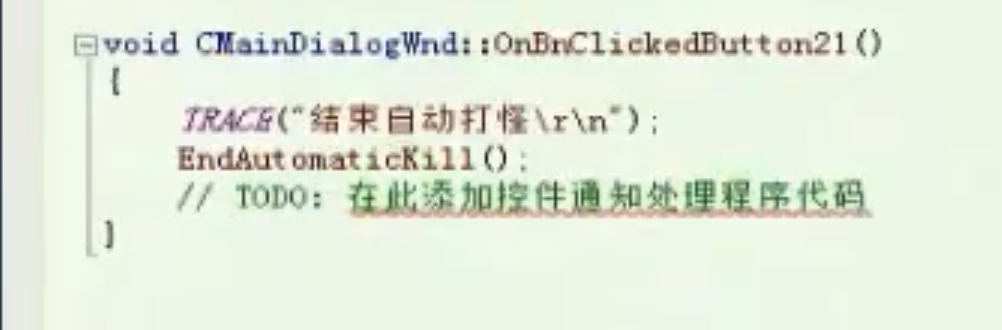 void CMainDialogWnd::OnBnClickedButton21()
{
TRACE("结束自动打怪\r\n");
EndAutomaticKill();
// TODO: 在此添加控件通知处理程序代码
}